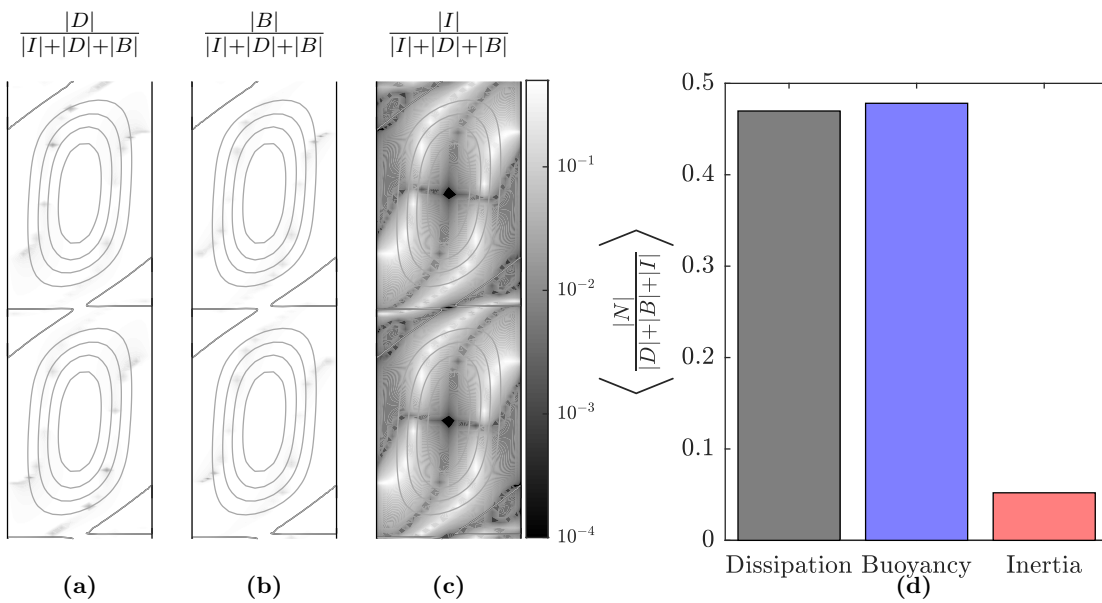 |D|
|I|+|D|+|B|
|B|
|I|+|D|+|B|
|I|
|I|+|D|+|B|
10⁻¹
10⁻²
10⁻³
10⁻⁴
⟨ |N|
|D|+|B|+|I| ⟩
0.5
0.4
0.3
0.2
0.1
0
Dissipation Buoyancy Inertia
(a) (b) (c) (d)